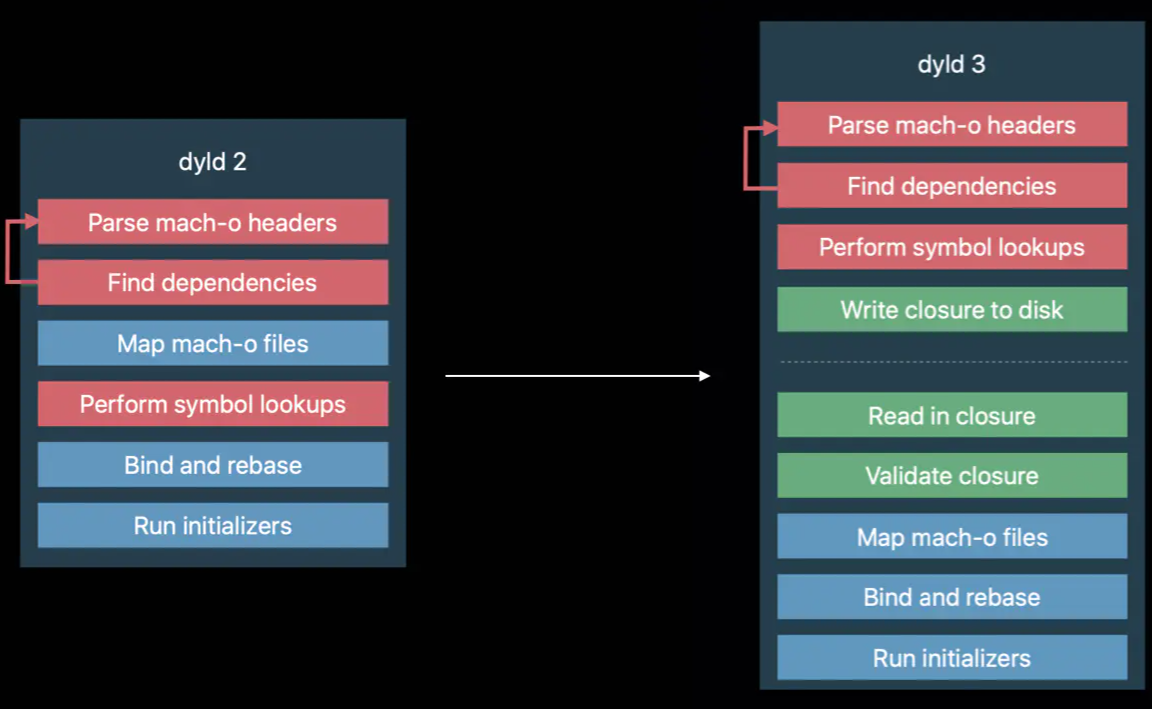 dyld 2
Parse mach-o headers
Find dependencies
Map mach-o files
Perform symbol lookups
Bind and rebase
Run initializers
dyld 3
Parse mach-o headers
Find dependencies
Perform symbol lookups
Write closure to disk
Read in closure
Validate closure
Map mach-o files
Bind and rebase
Run initializers